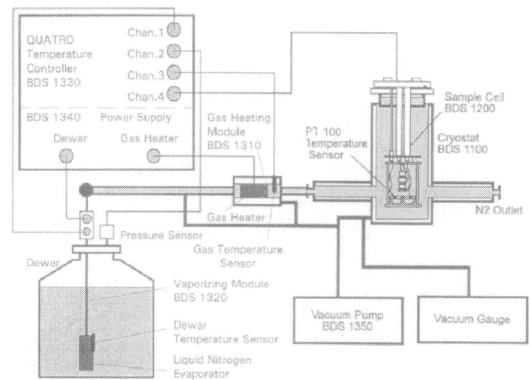 QUATRO
Temperature
Controller
BDS 1330
Chan.1
Chan.2
Chan.3
Chan.4
BDS 1340
Power Supply
Dewar
Gas Heater
Gas Heating
Module
BDS 1310
PT 100
Temperature
Sensor
Sample Cell
BDS 1200
Cryostat
BDS 1100
N2 Outlet
Gas Heater
Gas Temperature
Sensor
Pressure Sensor
Dewar
Vaporizing Module
BDS 1320
Dewar
Temperature Sensor
Liquid Nitrogen
Evaporator
Vacuum Pump
BDS 1350
Vacuum Gauge